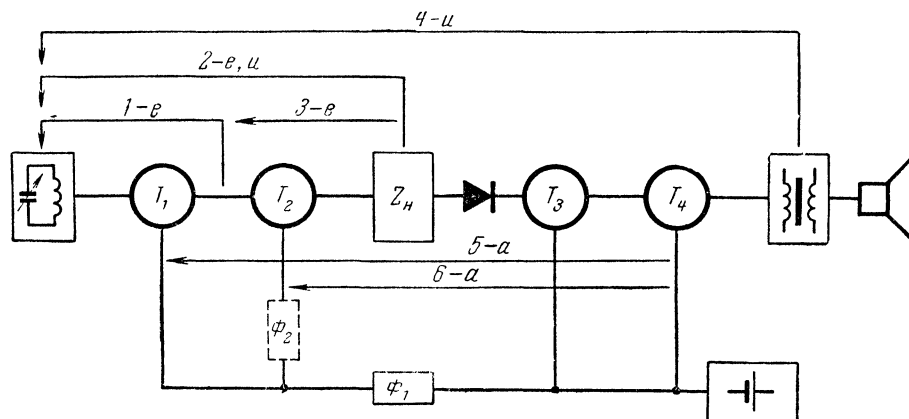 4-и
2-е, и
1-е
3-е
T₁
T₂
Zн
T₃
T₄
5-а
6-а
Ф₂
Ф₁